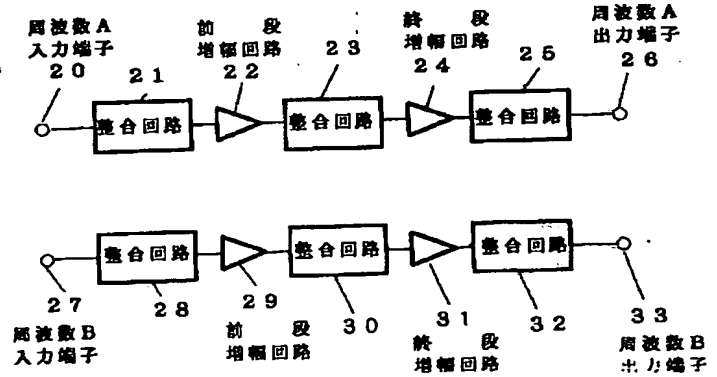 周波数A
入力端子
20
21
前　段
増幅回路
22
23
終　段
増幅回路
24
25
周波数A
出力端子
26
整合回路
整合回路
整合回路
整合回路
整合回路
整合回路
27
周波数B
入力端子
28
29
前　段
増幅回路
30
31
終　段
増幅回路
32
33
周波数B
出力端子